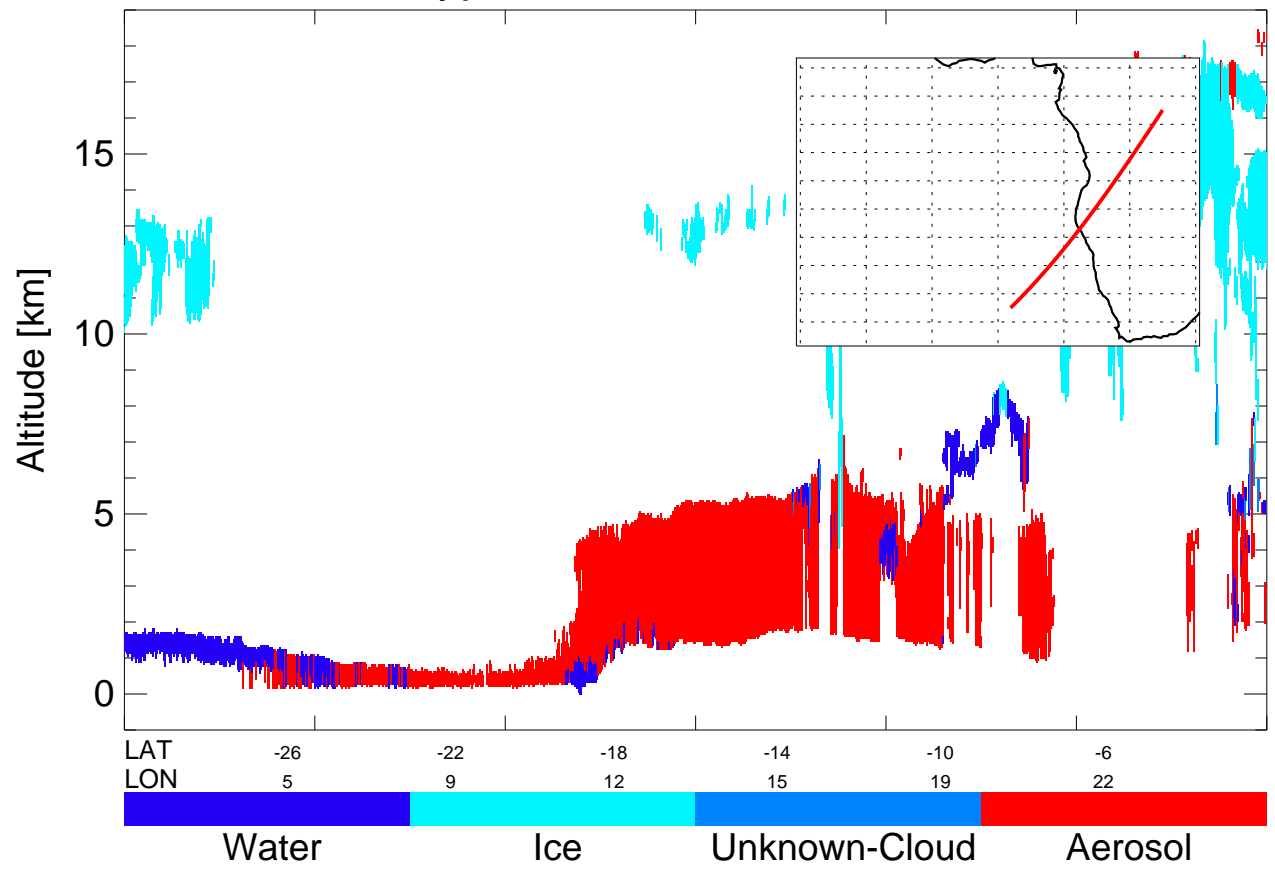 15
10
5
0
Altitude [km]
LAT -26 -22 -18 -14 -10 -6
LON 5 9 12 15 19 22
Water Ice Unknown-Cloud Aerosol